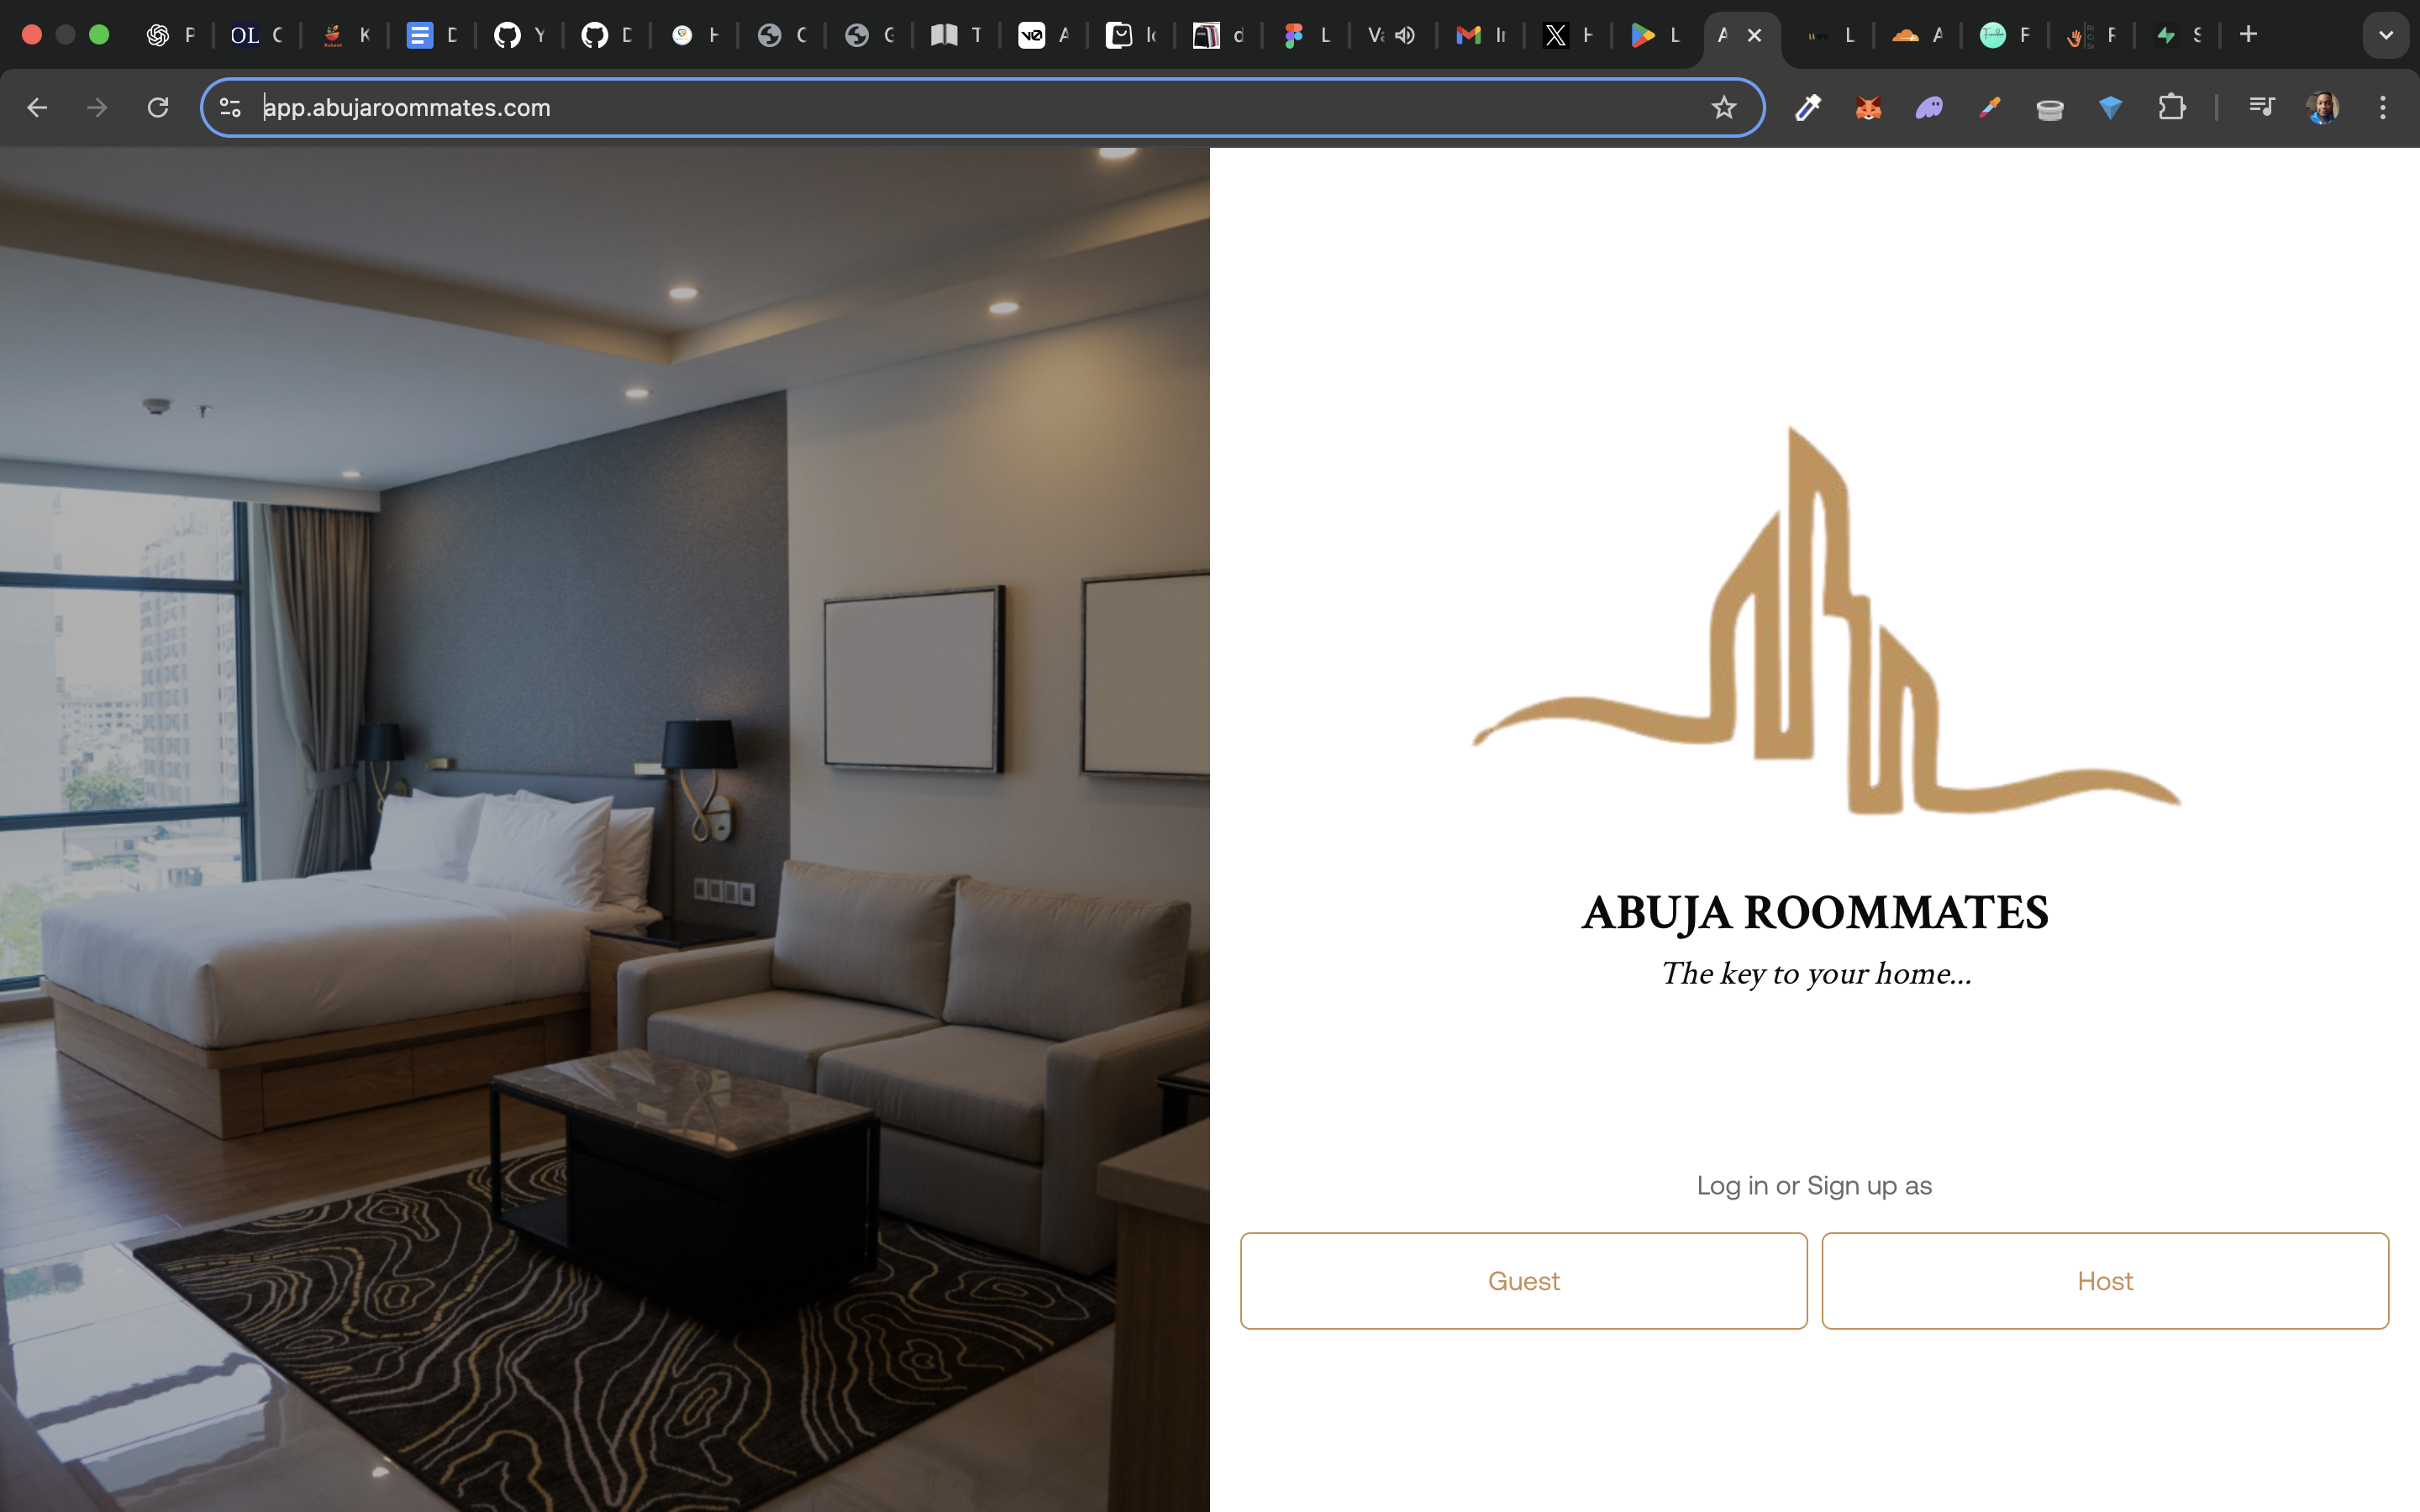 app.abujaroommates.com
ABUJA ROOMMATES
The key to your home...
Log in or Sign up as
Guest
Host